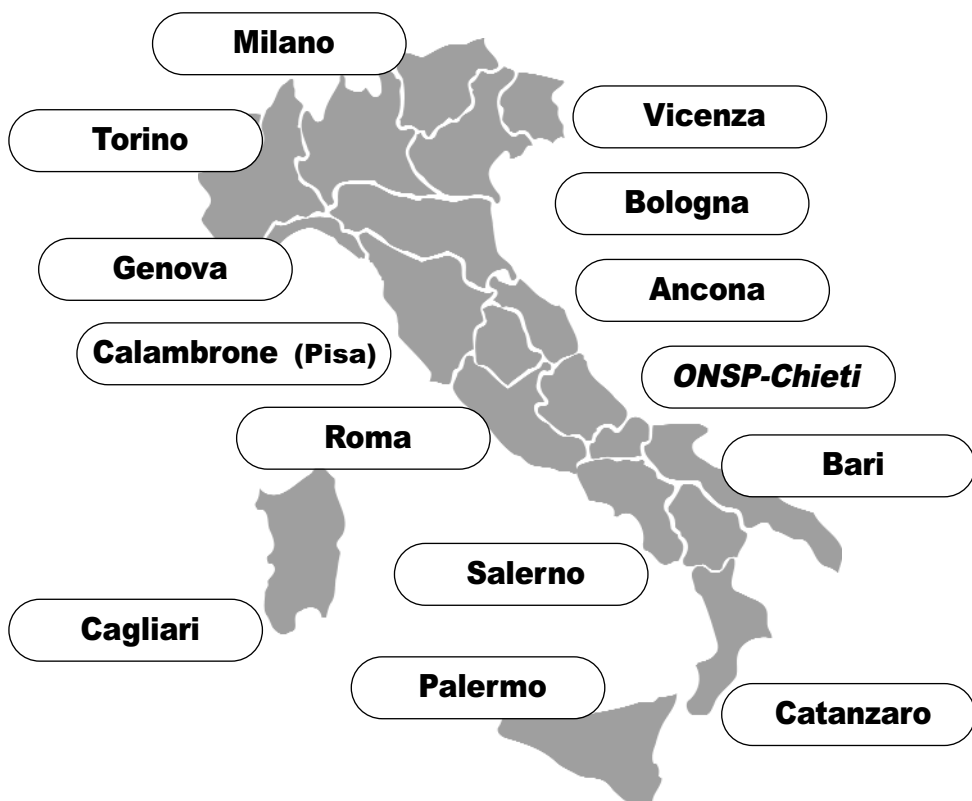 Milano
Vicenza
Torino
Bologna
Genova
Ancona
Calambrone (Pisa)
ONSP-Chieti
Roma
Bari
Salerno
Cagliari
Palermo
Catanzaro